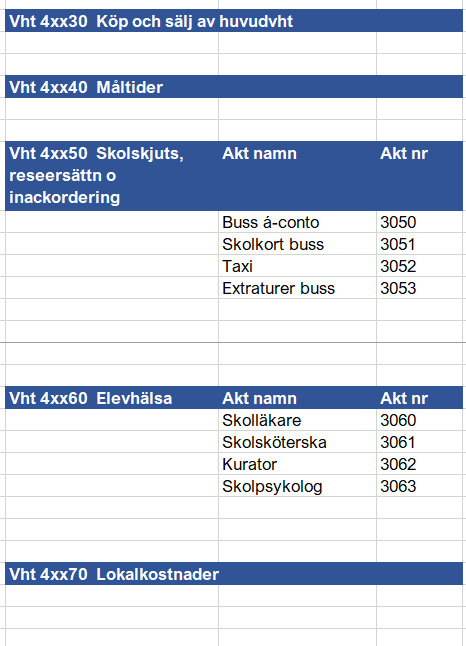 Vht 4xx30  Köp och sälj av huvudvht
Vht 4xx40  Måltider
Vht 4xx50  Skolskjuts, Akt namn Akt nr
reseersättn o
inackordering
Buss á-conto 3050
Skolkort buss 3051
Taxi 3052
Extraturer buss 3053
Vht 4xx60  Elevhälsa Akt namn Akt nr
Skolläkare 3060
Skolsköterska 3061
Kurator 3062
Skolpsykolog 3063
Vht 4xx70  Lokalkostnader